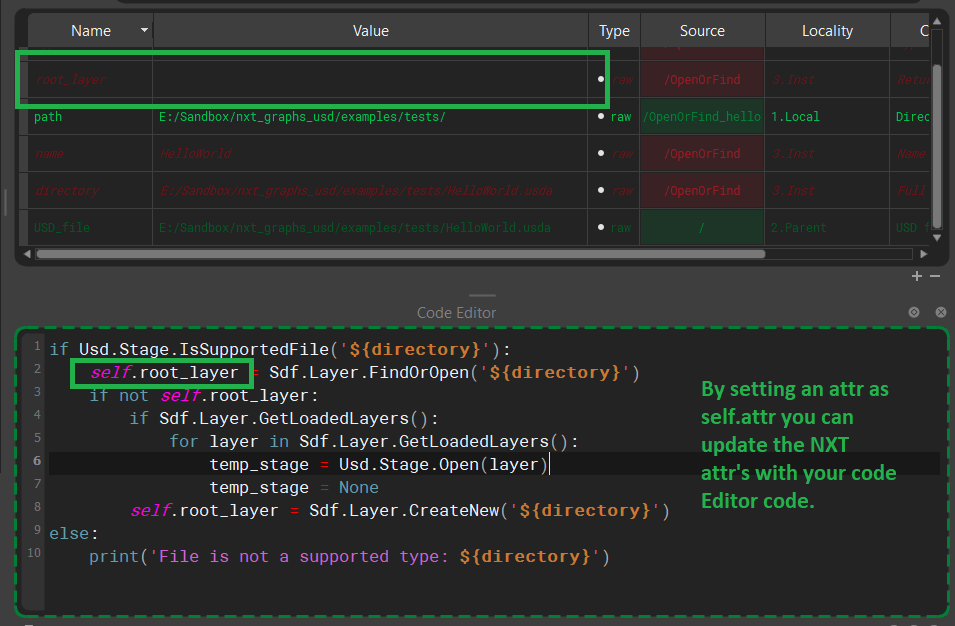 Name Value Type Source Locality C
root_layer raw /OpenOrFind 3.Inst Retur
path E:/Sandbox/nxt_graphs_usd/examples/tests/ raw /OpenOrFind_hello 1.Local Direc
name HelloWorld raw /OpenOrFind 3.Inst Name
directory E:/Sandbox/nxt_graphs_usd/examples/tests/HelloWorld.usda raw /OpenOrFind 3.Inst Full
USD_file E:/Sandbox/nxt_graphs_usd/examples/tests/HelloWorld.usda raw / 2.Parent USD f
Code Editor
1 if Usd.Stage.IsSupportedFile('${directory}'):
2 self.root_layer = Sdf.Layer.FindOrOpen('${directory}')
3 if not self.root_layer:
4 if Sdf.Layer.GetLoadedLayers():
5 for layer in Sdf.Layer.GetLoadedLayers():
6 temp_stage = Usd.Stage.Open(layer)
7 temp_stage = None
8 self.root_layer = Sdf.Layer.CreateNew('${directory}')
9 else:
10 print('File is not a supported type: ${directory}')
By setting an attr as
self.attr you can
update the NXT
attr's with your code
Editor code.